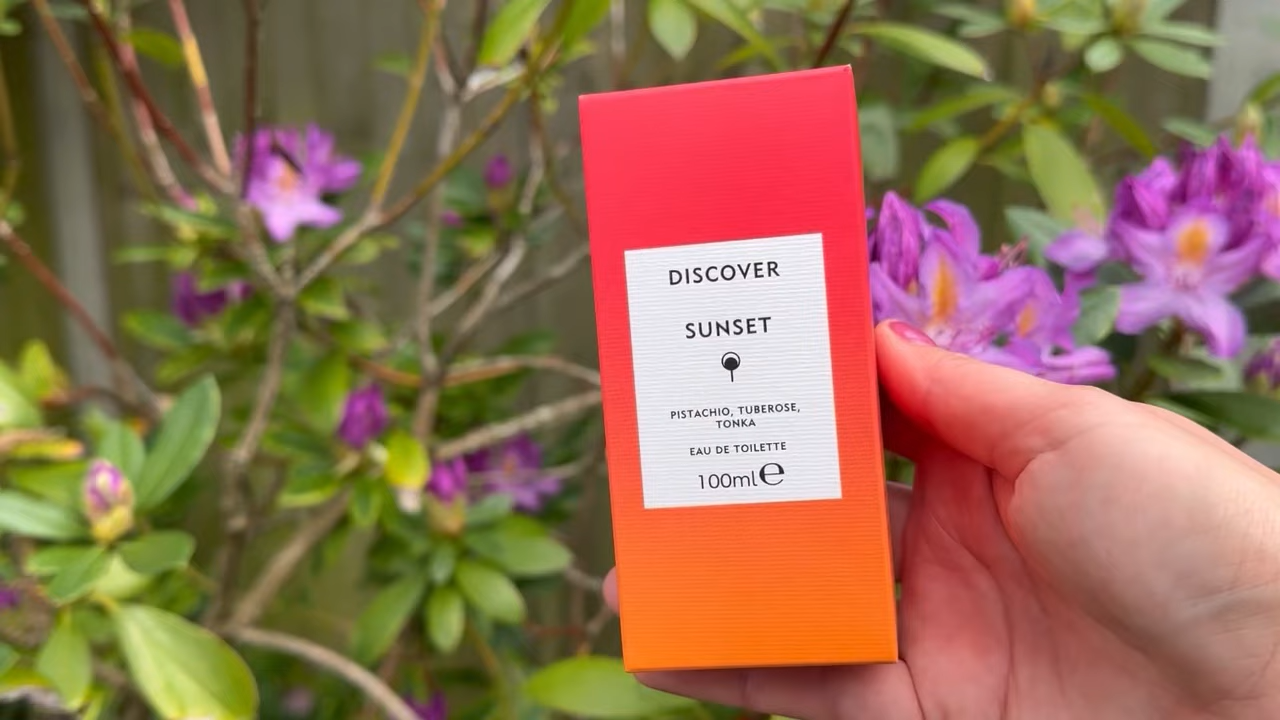 DISCOVER
SUNSET
PISTACHIO, TUBEROSE,
TONKA
EAU DE TOILETTE
100ml℮